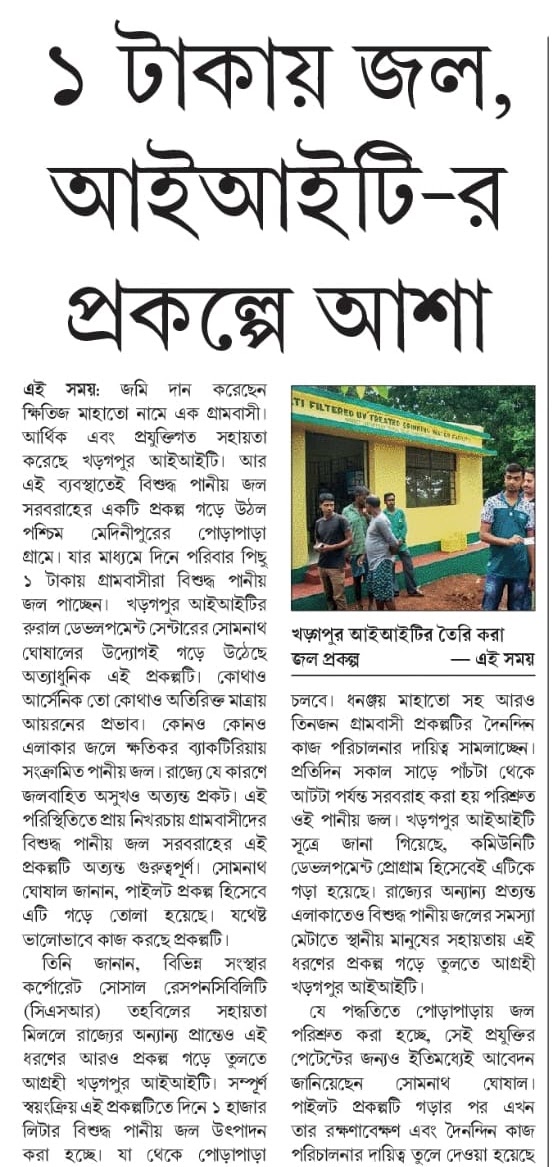 ১ টাকায় জল,
আইআইটি-র
প্রকল্পে আশা
এই সময়: জমি দান করেছেন
ক্ষিতিজ মাহাতো নামে এক গ্রামবাসী।
আর্থিক এবং প্রযুক্তিগত সহায়তা
করেছে খড়গপুর আইআইটি। আর
এই ব্যবস্থাতেই বিশুদ্ধ পানীয় জল
সরবরাহের একটি প্রকল্প গড়ে উঠল
পশ্চিম মেদিনীপুরের পোড়াপাড়া
গ্রামে। যার মাধ্যমে দিনে পরিবার পিছু
১ টাকায় গ্রামবাসীরা বিশুদ্ধ পানীয়
জল পাচ্ছেন। খড়গপুর আইআইটির
রুরাল ডেভলপমেন্ট সেন্টারের সোমনাথ
ঘোষালের উদ্যোগই গড়ে উঠেছে
অত্যাধুনিক এই প্রকল্পটি। কোথাও
আর্সেনিক তো কোথাও অতিরিক্ত মাত্রায়
আয়রনের প্রভাব। কোনও কোনও
এলাকার জলে ক্ষতিকর ব্যাকটিরিয়ায়
সংক্রামিত পানীয় জল। রাজ্যে যে কারণে
জলবাহিত অসুখও অত্যন্ত প্রকট। এই
পরিস্থিতিতে প্রায় নিখরচায় গ্রামবাসীদের
বিশুদ্ধ পানীয় জল সরবরাহের এই
প্রকল্পটি অত্যন্ত গুরুত্বপূর্ণ। সোমনাথ
ঘোষাল জানান, পাইলট প্রকল্প হিসেবে
এটি গড়ে তোলা হয়েছে। যথেষ্ট
ভালোভাবে কাজ করছে প্রকল্পটি।
তিনি জানান, বিভিন্ন সংস্থার
কর্পোরেট সোসাল রেসপনসিবিলিটি
(সিএসআর) তহবিলের সহায়তা
মিললে রাজ্যের অন্যান্য প্রান্তেও এই
ধরণের আরও প্রকল্প গড়ে তুলতে
আগ্রহী খড়গপুর আইআইটি। সম্পূর্ণ
স্বয়ংক্রিয় এই প্রকল্পটিতে দিনে ১ হাজার
লিটার বিশুদ্ধ পানীয় জল উৎপাদন
করা হচ্ছে। যা থেকে পোড়াপাড়া
TI FILTERED UV TREATED DRINKING WATER FACILITY
খড়গপুর আইআইটির তৈরি করা
জল প্রকল্প — এই সময়
চলবে। ধনঞ্জয় মাহাতো সহ আরও
তিনজন গ্রামবাসী প্রকল্পটির দৈনন্দিন
কাজ পরিচালনার দায়িত্ব সামলাচ্ছেন।
প্রতিদিন সকাল সাড়ে পাঁচটা থেকে
আটটা পর্যন্ত সরবরাহ করা হয় পরিশ্রুত
ওই পানীয় জল। খড়গপুর আইআইটি
সূত্রে জানা গিয়েছে, কমিউনিটি
ডেভলপমেন্ট প্রোগ্রাম হিসেবেই এটিকে
গড়া হয়েছে। রাজ্যের অন্যান্য প্রত্যন্ত
এলাকাতেও বিশুদ্ধ পানীয় জলের সমস্যা
মেটাতে স্থানীয় মানুষের সহায়তায় এই
ধরণের প্রকল্প গড়ে তুলতে আগ্রহী
খড়গপুর আইআইটি।
যে পদ্ধতিতে পোড়াপাড়ায় জল
পরিশ্রুত করা হচ্ছে, সেই প্রযুক্তির
পেটেন্টের জন্যও ইতিমধ্যেই আবেদন
জানিয়েছেন সোমনাথ ঘোষাল।
পাইলট প্রকল্পটি গড়ার পর এখন
তার রক্ষণাবেক্ষণ এবং দৈনন্দিন কাজ
পরিচালনার দায়িত্ব তুলে দেওয়া হয়েছে